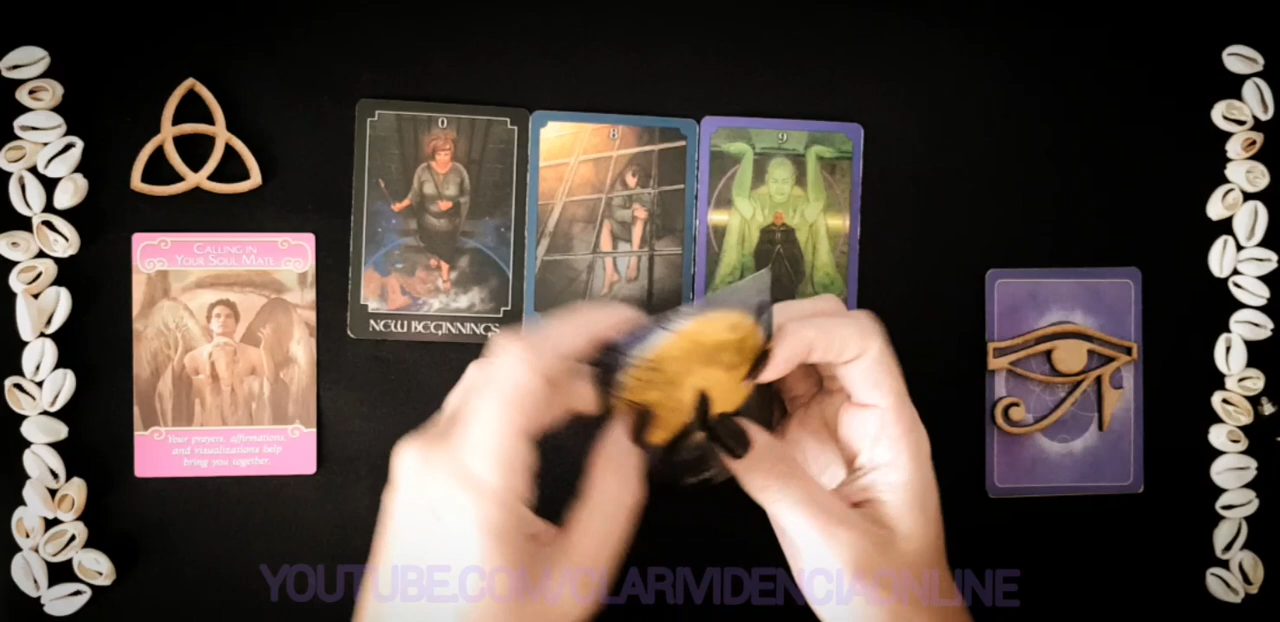 CALLING IN
YOUR SOUL MATE
Your prayers, affirmations,
and visualizations help
bring you together.
0
NEW BEGINNINGS
8
9
YOUTUBE.COM/CLARIVIDENCIAONLINE